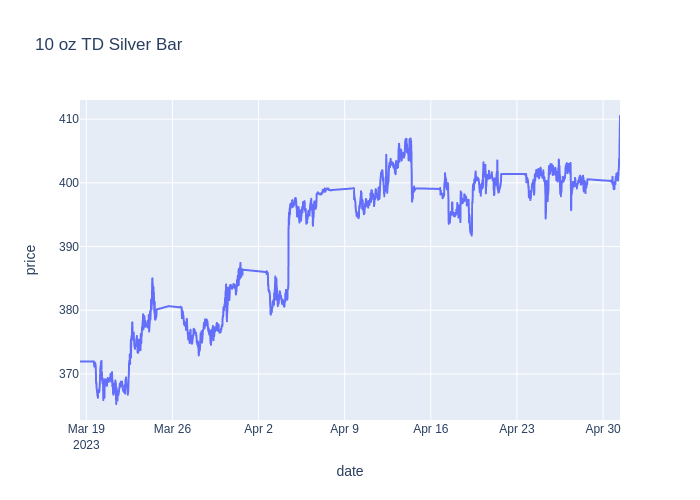 10 oz TD Silver Bar
price
410
400
390
380
370
Mar 19
2023
Mar 26
Apr 2
Apr 9
Apr 16
Apr 23
Apr 30
date